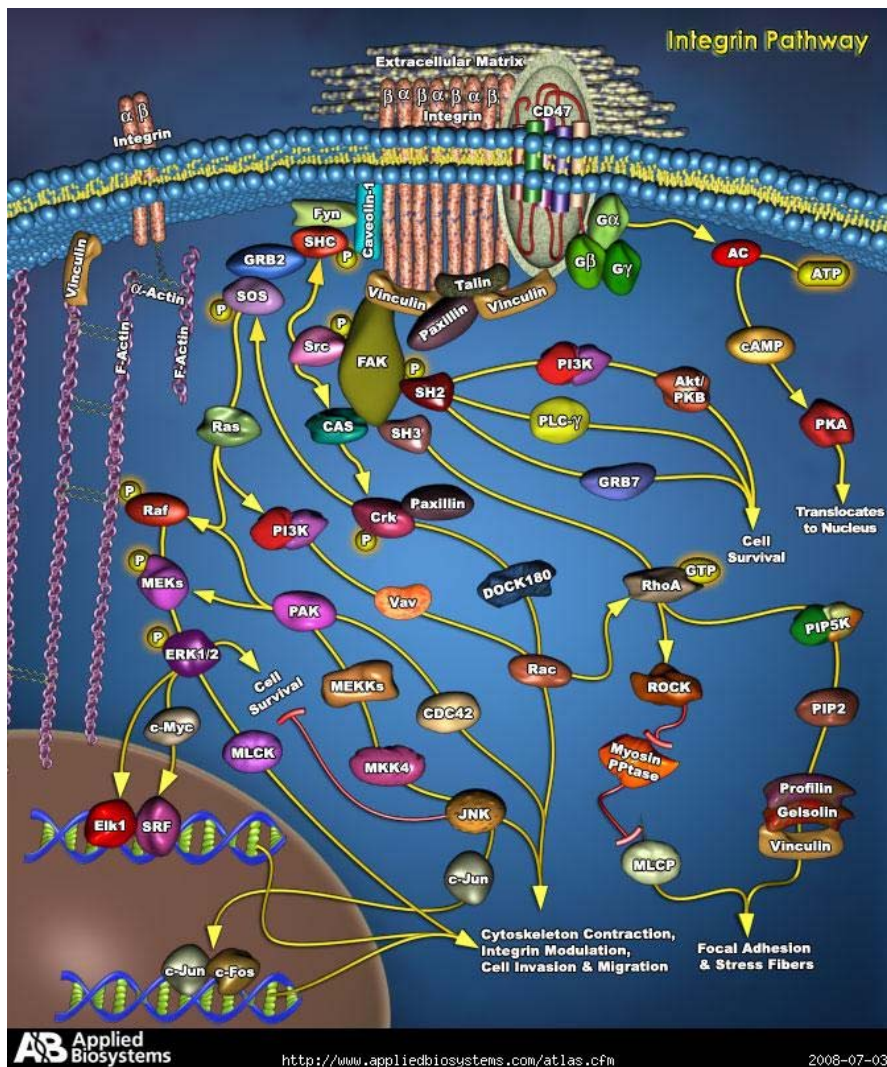 Integrin Pathway
Extracellular Matrix
β α β α β α β
Integrin
CD47
α β
Integrin
Caveolin-1
Fyn
SHC
P
GRB2
SOS
P
Vinculin
α-Actin
F-Actin
F-Actin
Vinculin
Talin
Vinculin
Paxillin
Gα
Gβ
Gγ
AC
ATP
cAMP
PKA
Translocates
to Nucleus
P
Src
FAK
P
SH2
PI3K
Akt/
PKB
PLC-γ
GRB7
Cell
Survival
CAS
SH3
Ras
P
Raf
PI3K
Crk
P
Paxillin
P
MEKs
PAK
Vav
DOCK180
RhoA
GTP
PIP5K
P
ERK1/2
Cell
Survival
MEKKs
CDC42
Rac
ROCK
PIP2
c-Myc
MLCK
MKK4
Myosin
PPtase
Profilin
Gelsolin
Vinculin
Elk1
SRF
JNK
MLCP
c-Jun
Cytoskeleton Contraction,
Integrin Modulation,
Cell Invasion & Migration
Focal Adhesion
& Stress Fibers
c-Jun
c-Fos
AB Applied
Biosystems
http://www.appliedbiosystems.com/atlas.cfm
2008-07-03